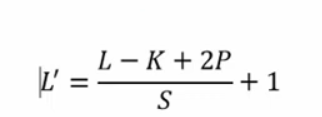 L′ = (L − K + 2P) / S + 1